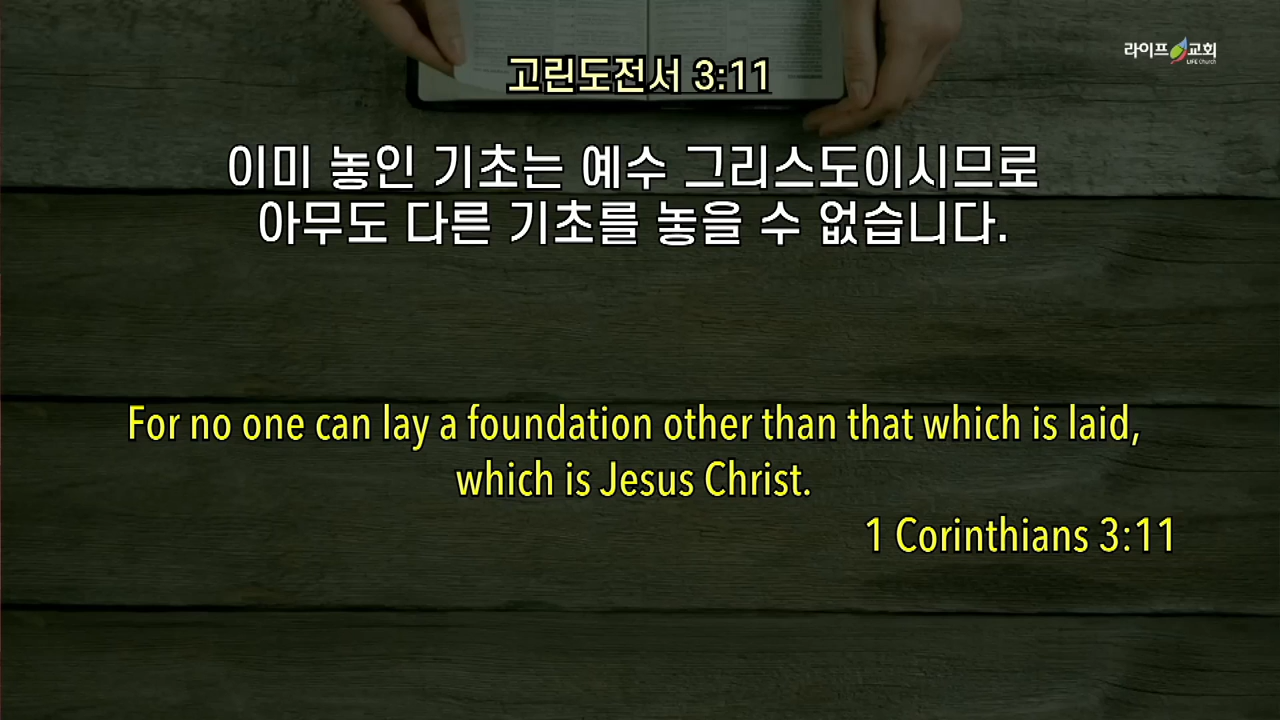 라이프 교회
LIFE Church
고린도전서 3:11
이미 놓인 기초는 예수 그리스도이시므로
아무도 다른 기초를 놓을 수 없습니다.
For no one can lay a foundation other than that which is laid,
which is Jesus Christ.
1 Corinthians 3:11